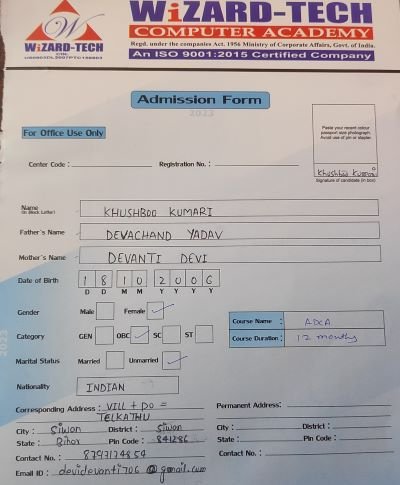 WiZARD-TECH
COMPUTER ACADEMY
Regd. under the companies Act, 1956 Ministry of Corporate Affairs, Govt. of India.
An ISO 9001:2015 Certified Company
WiZARD-TECH
Admission Form
2023
For Office Use Only
Paste your recent colour
passport size photograph.
Avoid use of pin or stapler.
Center Code :
Registration No. :
Khushboo Kumari
Signature of candidate (in box)
Name
(in Block Letter)
KHUSHBOO KUMARI
Father's Name
DEVACHAND YADAV
Mother's Name
DEVANTI DEVI
Date of Birth
1 8 1 0 2 0 0 6
D D M M Y Y Y Y
Gender Male Female ✓
Category GEN OBC ✓ SC ST
Course Name : ADCA
Course Duration : 12 months
Marital Status Married Unmarried ✓
2023
Nationality INDIAN
Corresponding Address : VILL + PO =
TELKATHU
Permanent Address:
City : Siwan District : Siwan
City : District :
State : Bihar Pin Code : 841286
State : Pin Code :
Contact No. : 8797174854
Contact No. :
Email ID : devidevanti706@gmail.com